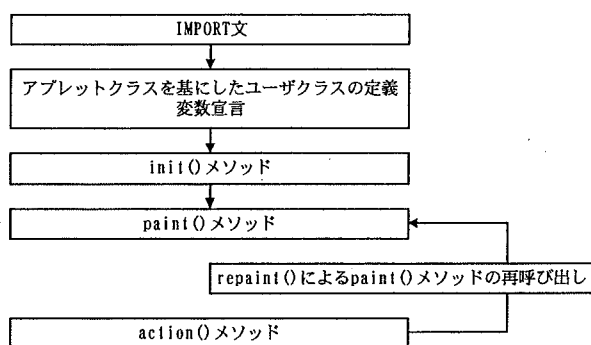 IMPORT文
アプレットクラスを基にしたユーザクラスの定義
変数宣言
init()メソッド
paint()メソッド
repaint()によるpaint()メソッドの再呼び出し
action()メソッド